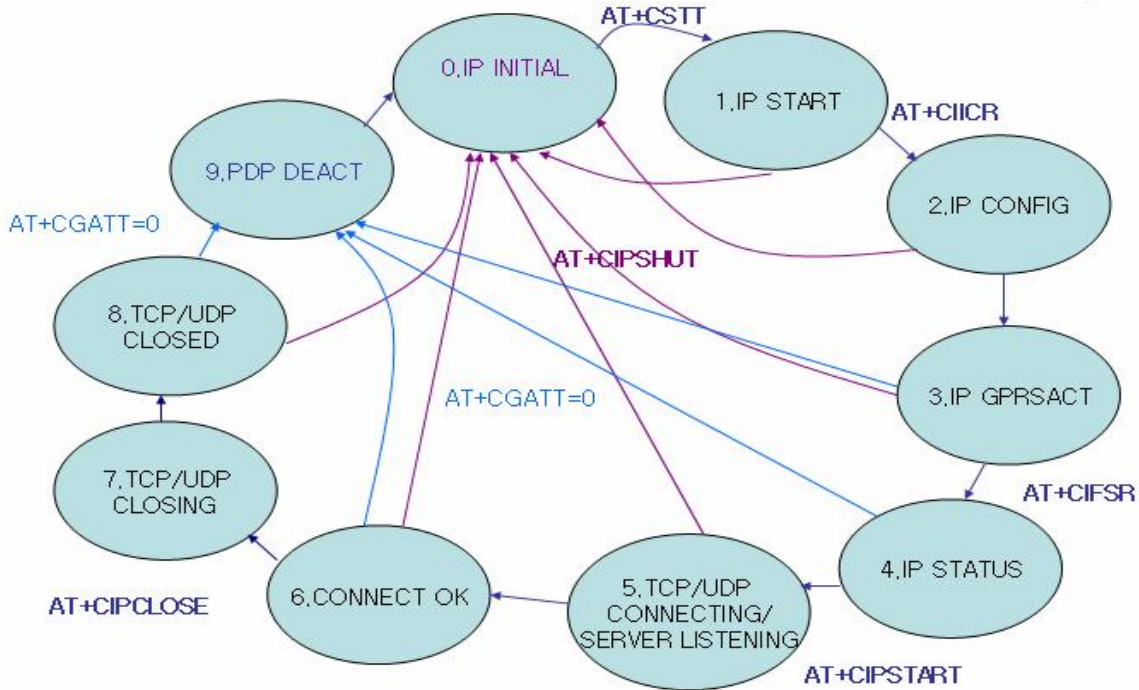 AT+CSTT
0,IP INITIAL
1,IP START
AT+CIICR
9,PDP DEACT
2,IP CONFIG
AT+CGATT=0
AT+CIPSHUT
8,TCP/UDP
CLOSED
AT+CGATT=0
3,IP GPRSACT
7,TCP/UDP
CLOSING
AT+CIFSR
4,IP STATUS
6,CONNECT OK
5,TCP/UDP
CONNECTING/
SERVER LISTENING
AT+CIPCLOSE
AT+CIPSTART